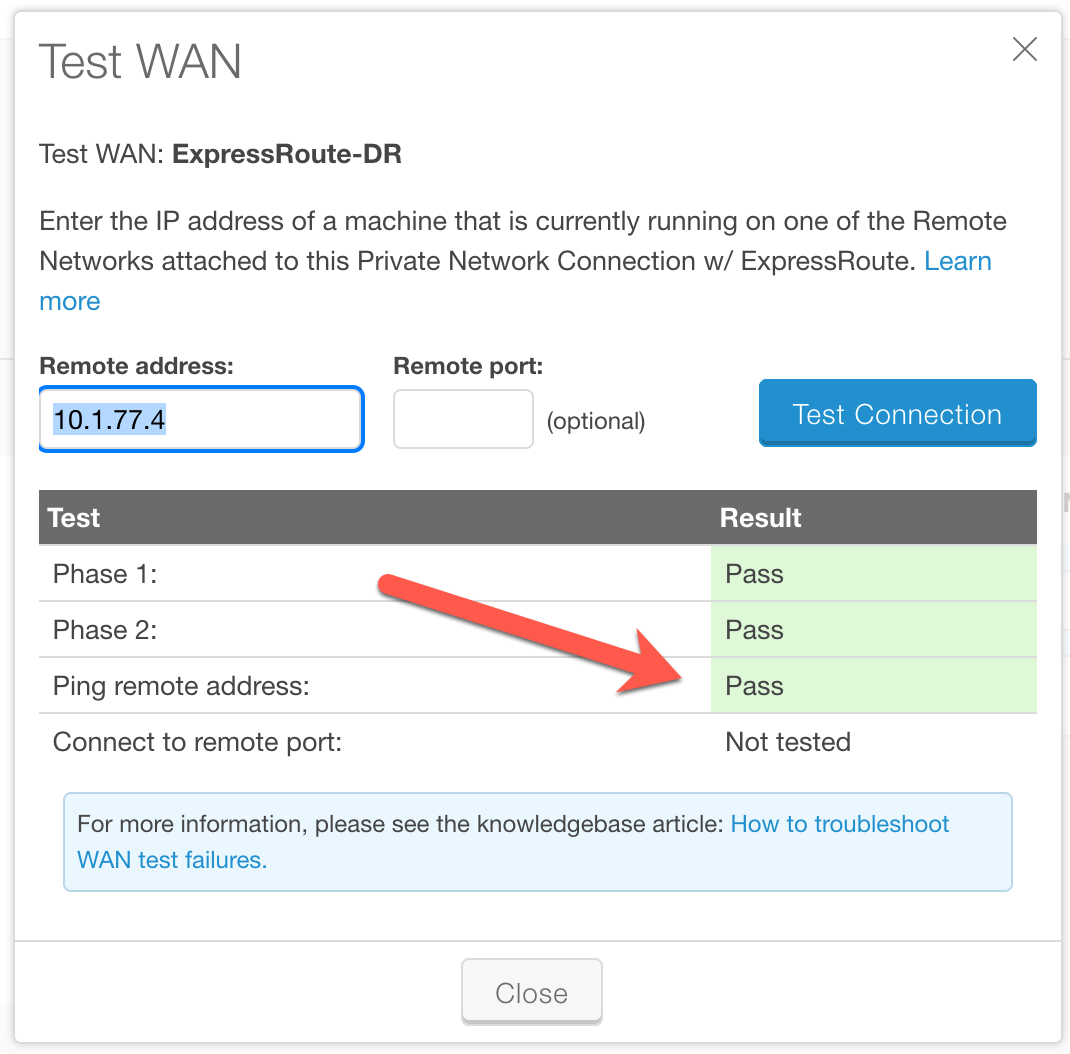 Test WAN
Test WAN: ExpressRoute-DR
Enter the IP address of a machine that is currently running on one of the Remote
Networks attached to this Private Network Connection w/ ExpressRoute. Learn
more
Remote address: Remote port:
10.1.77.4 (optional) Test Connection
Test Result
Phase 1: Pass
Phase 2: Pass
Ping remote address: Pass
Connect to remote port: Not tested
For more information, please see the knowledgebase article: How to troubleshoot
WAN test failures.
Close